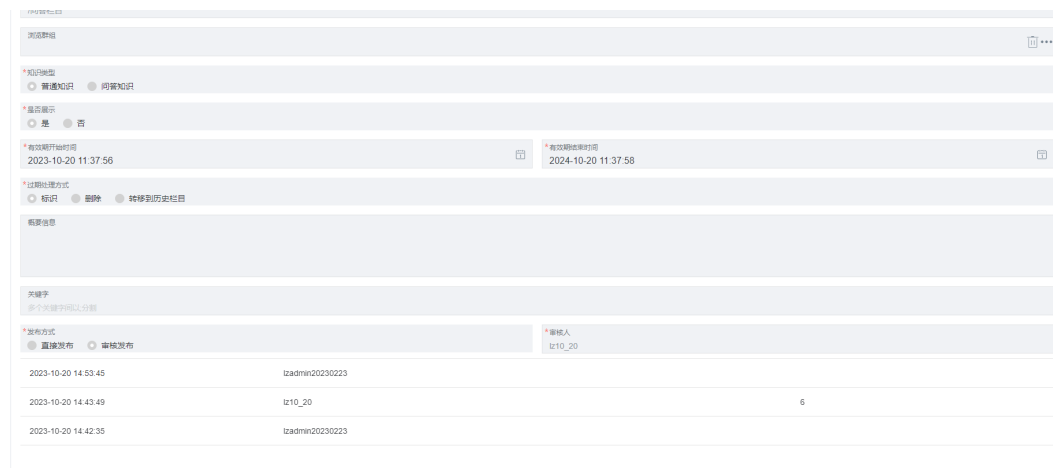 浏览群组
*知识类型
普通知识 问答知识
*是否展示
是 否
*有效期开始时间 *有效期结束时间
2023-10-20 11:37:56 2024-10-20 11:37:58
*过期处理方式
标识 删除 转移到历史栏目
概要信息
关键字
多个关键字间以;分割
*发布方式 *审核人
直接发布 审核发布 lz10_20
2023-10-20 14:53:45 lzadmin20230223
2023-10-20 14:43:49 lz10_20 6
2023-10-20 14:42:35 lzadmin20230223